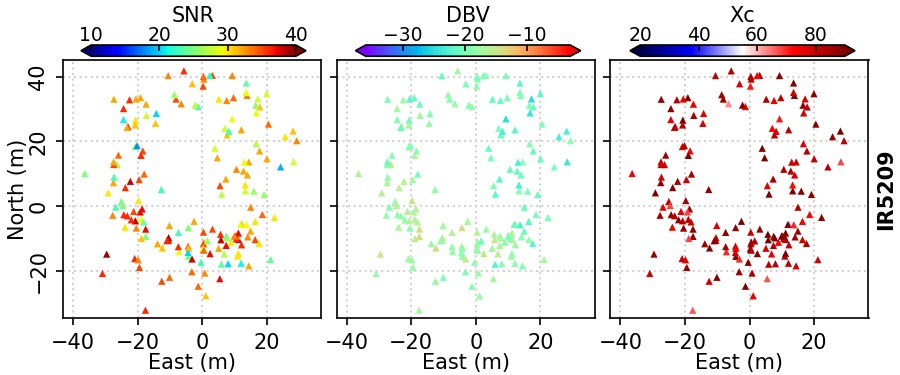 SNR DBV Xc
10 20 30 40 −30 −20 −10 20 40 60 80
40
20
0
−20
North (m)
IR5209
−40 −20 0 20 −40 −20 0 20 −40 −20 0 20
East (m) East (m) East (m)